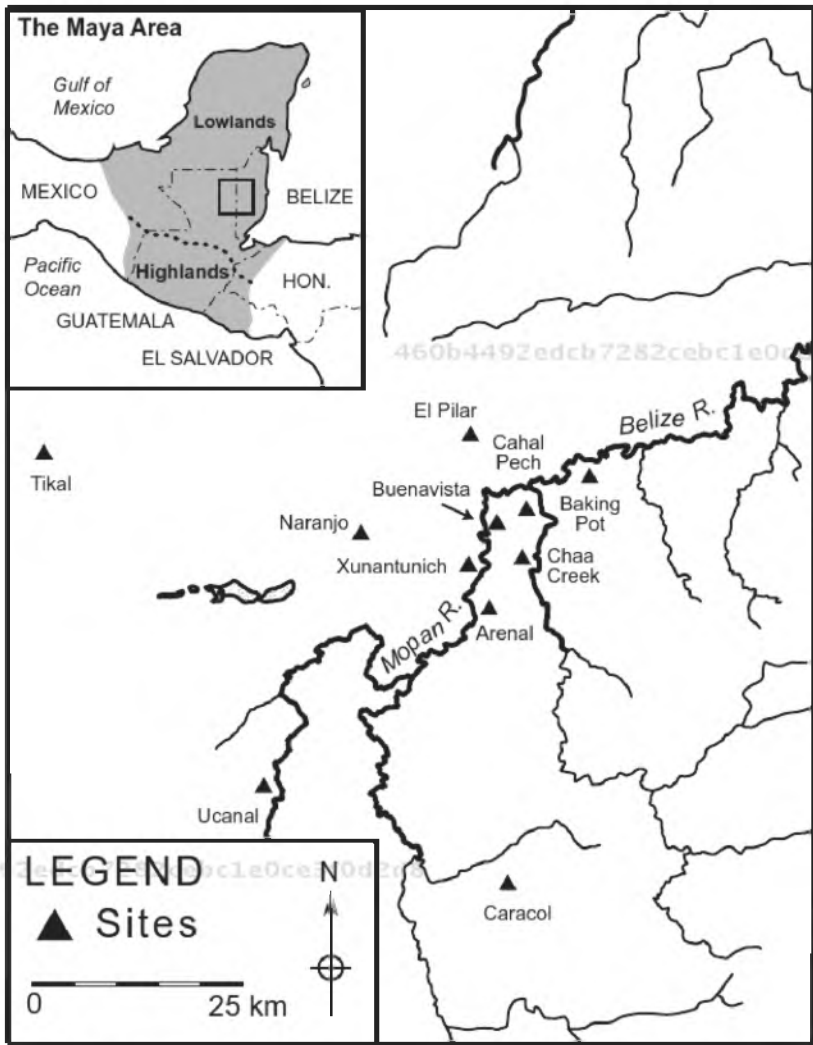 The Maya Area
Gulf of
Mexico
Lowlands
MEXICO
BELIZE
Pacific
Ocean
Highlands
HON.
GUATEMALA
EL SALVADOR
460b4492edcb7282cebc1e0c
El Pilar
Belize R.
Cahal
Pech
Tikal
Buenavista
Baking
Pot
Naranjo
Xunantunich
Chaa
Creek
Mopan R.
Arenal
Ucanal
LEGEND
N
Sites
Caracol
0
25 km